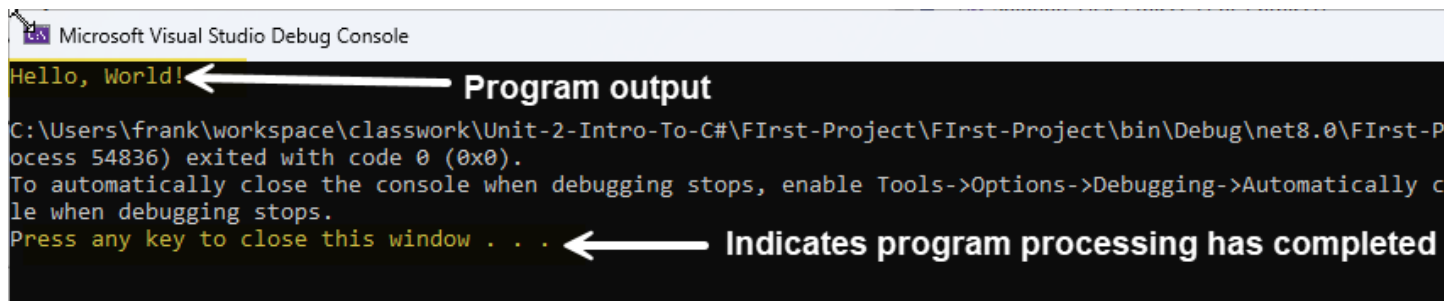 Microsoft Visual Studio Debug Console
Hello, World!
Program output
C:\Users\frank\workspace\classwork\Unit-2-Intro-To-C#\FIrst-Project\FIrst-Project\bin\Debug\net8.0\FIrst-P
ocess 54836) exited with code 0 (0x0).
To automatically close the console when debugging stops, enable Tools->Options->Debugging->Automatically c
le when debugging stops.
Press any key to close this window . . .
Indicates program processing has completed